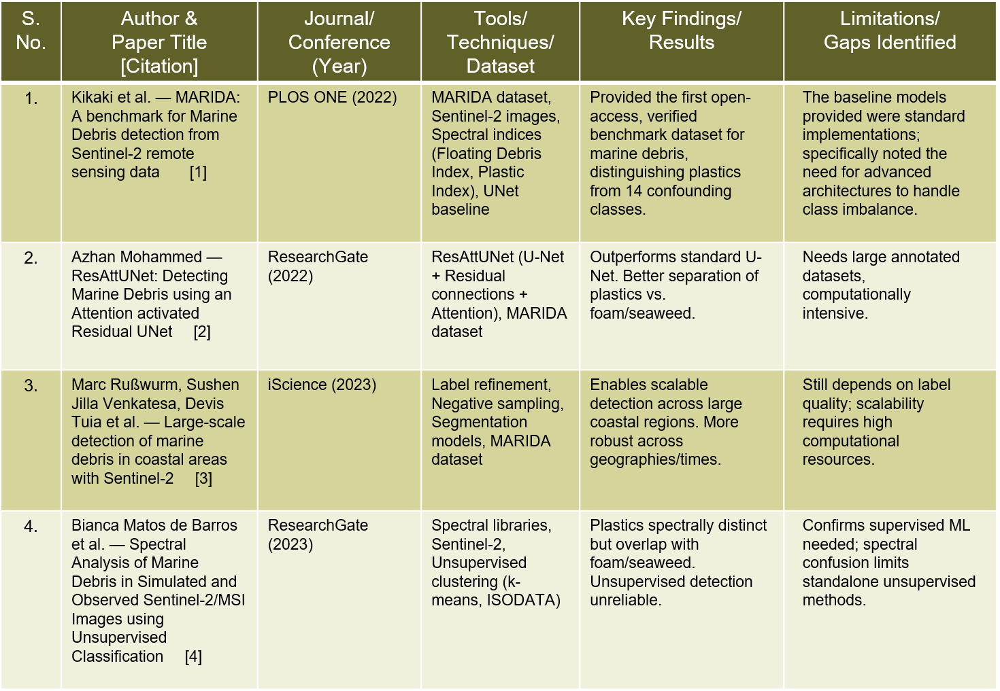 S.
No.
Author &
Paper Title
[Citation]
Journal/
Conference
(Year)
Tools/
Techniques/
Dataset
Key Findings/
Results
Limitations/
Gaps Identified
1.
Kikaki et al. — MARIDA:
A benchmark for Marine
Debris detection from
Sentinel-2 remote
sensing data [1]
PLOS ONE (2022)
MARIDA dataset,
Sentinel-2 images,
Spectral indices
(Floating Debris
Index, Plastic
Index), UNet
baseline
Provided the first open-
access, verified
benchmark dataset for
marine debris,
distinguishing plastics
from 14 confounding
classes.
The baseline models
provided were standard
implementations;
specifically noted the
need for advanced
architectures to handle
class imbalance.
2.
Azhan Mohammed —
ResAttUNet: Detecting
Marine Debris using an
Attention activated
Residual UNet [2]
ResearchGate
(2022)
ResAttUNet (U-Net
+ Residual
connections +
Attention), MARIDA
dataset
Outperforms standard U-
Net. Better separation of
plastics vs.
foam/seaweed.
Needs large annotated
datasets,
computationally
intensive.
3.
Marc Rußwurm, Sushen
Jilla Venkatesa, Devis
Tuia et al. — Large-scale
detection of marine
debris in coastal areas
with Sentinel-2 [3]
iScience (2023)
Label refinement,
Negative sampling,
Segmentation
models, MARIDA
dataset
Enables scalable
detection across large
coastal regions. More
robust across
geographies/times.
Still depends on label
quality; scalability
requires high
computational
resources.
4.
Bianca Matos de Barros
et al. — Spectral
Analysis of Marine
Debris in Simulated and
Observed Sentinel-2/MSI
Images using
Unsupervised
Classification [4]
ResearchGate
(2023)
Spectral libraries,
Sentinel-2,
Unsupervised
clustering (k-
means, ISODATA)
Plastics spectrally distinct
but overlap with
foam/seaweed.
Unsupervised detection
unreliable.
Confirms supervised ML
needed; spectral
confusion limits
standalone unsupervised
methods.